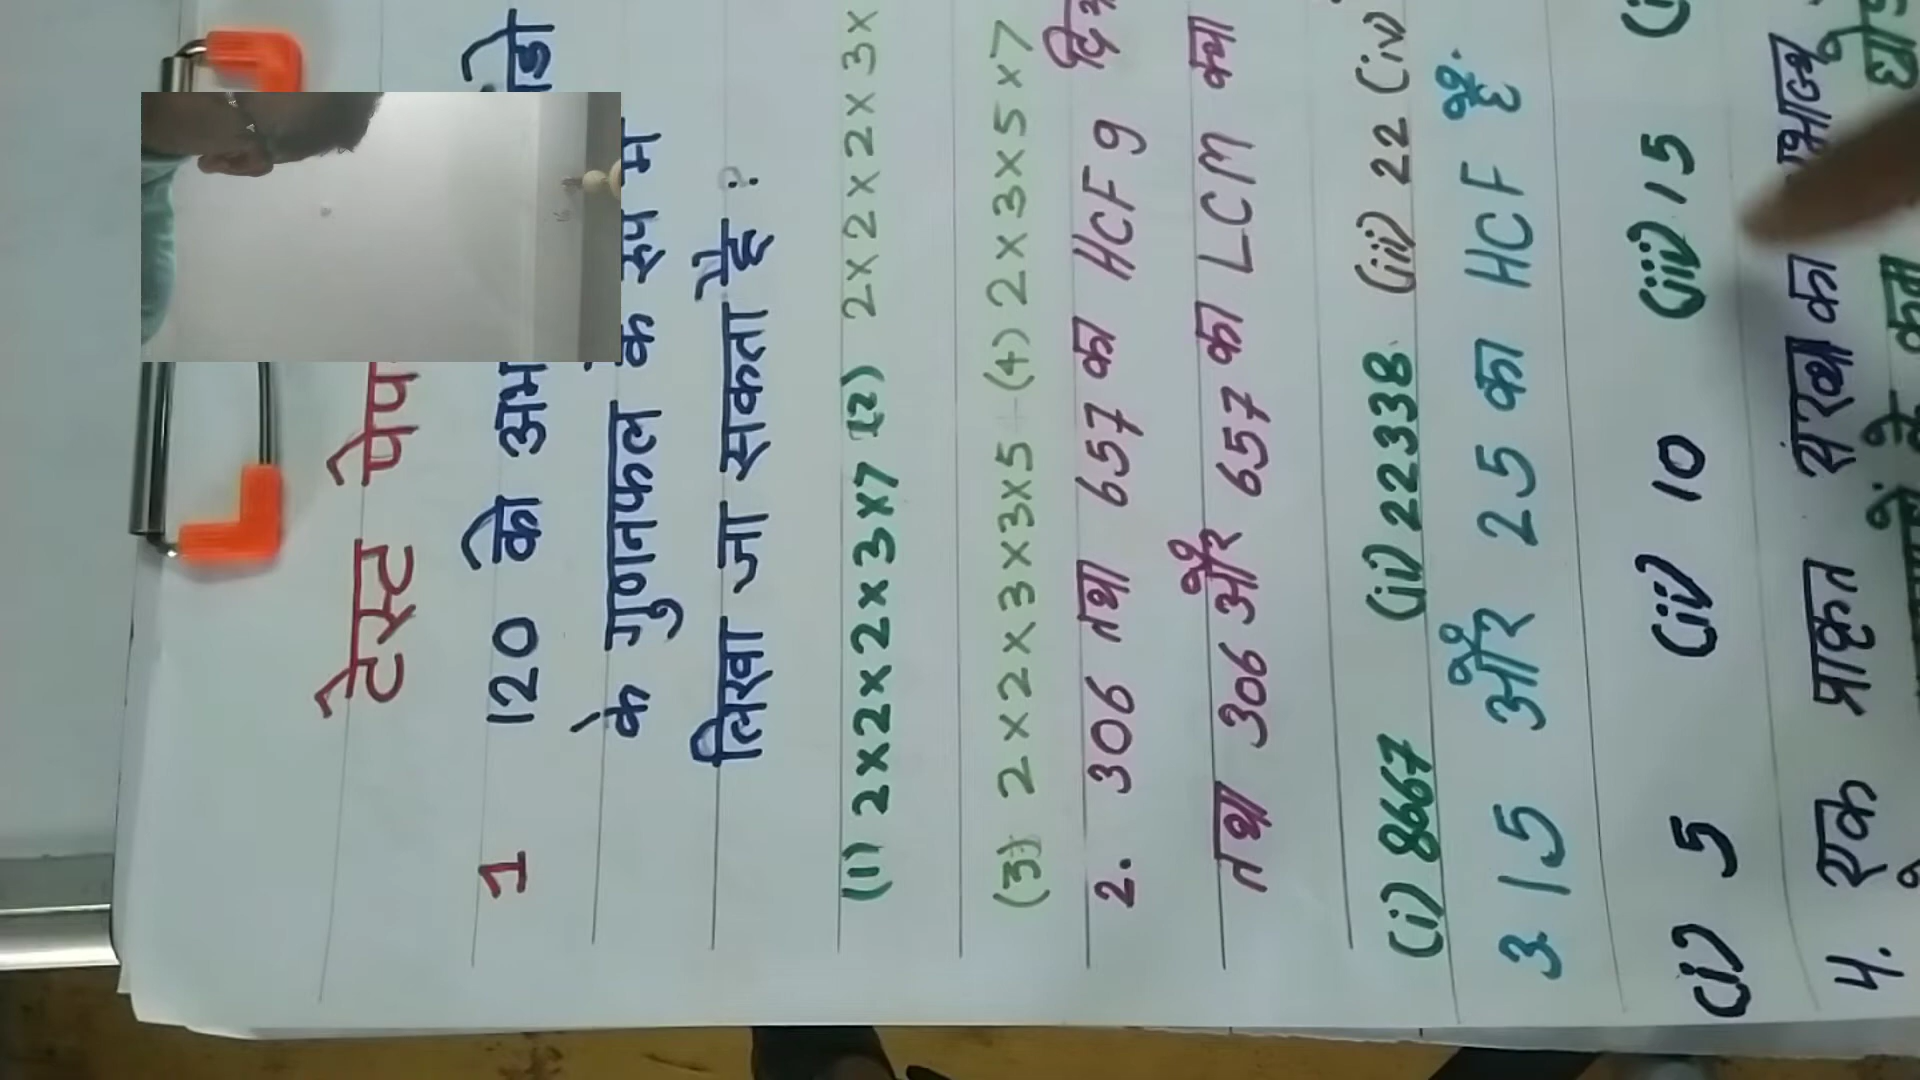 टेस्ट
1 120 को
के गुणनफल के रूप में
लिखा जा सकता है :
(1) 2×2×2×3×7 (2) 2×2×2×2×3×
(3) 2×2×3×3×5 (4) 2×3×5×7
2. 306 तथा 657 का HCF 9
तथा 306 और 657 का LCM क्या
(i) 8667 (ii) 22338 (iii) 22 (iv)
3. 15 और 25 का HCF है.
(i) 5 (ii) 10 (iii) 15
4. एक प्राकृत संख्या का